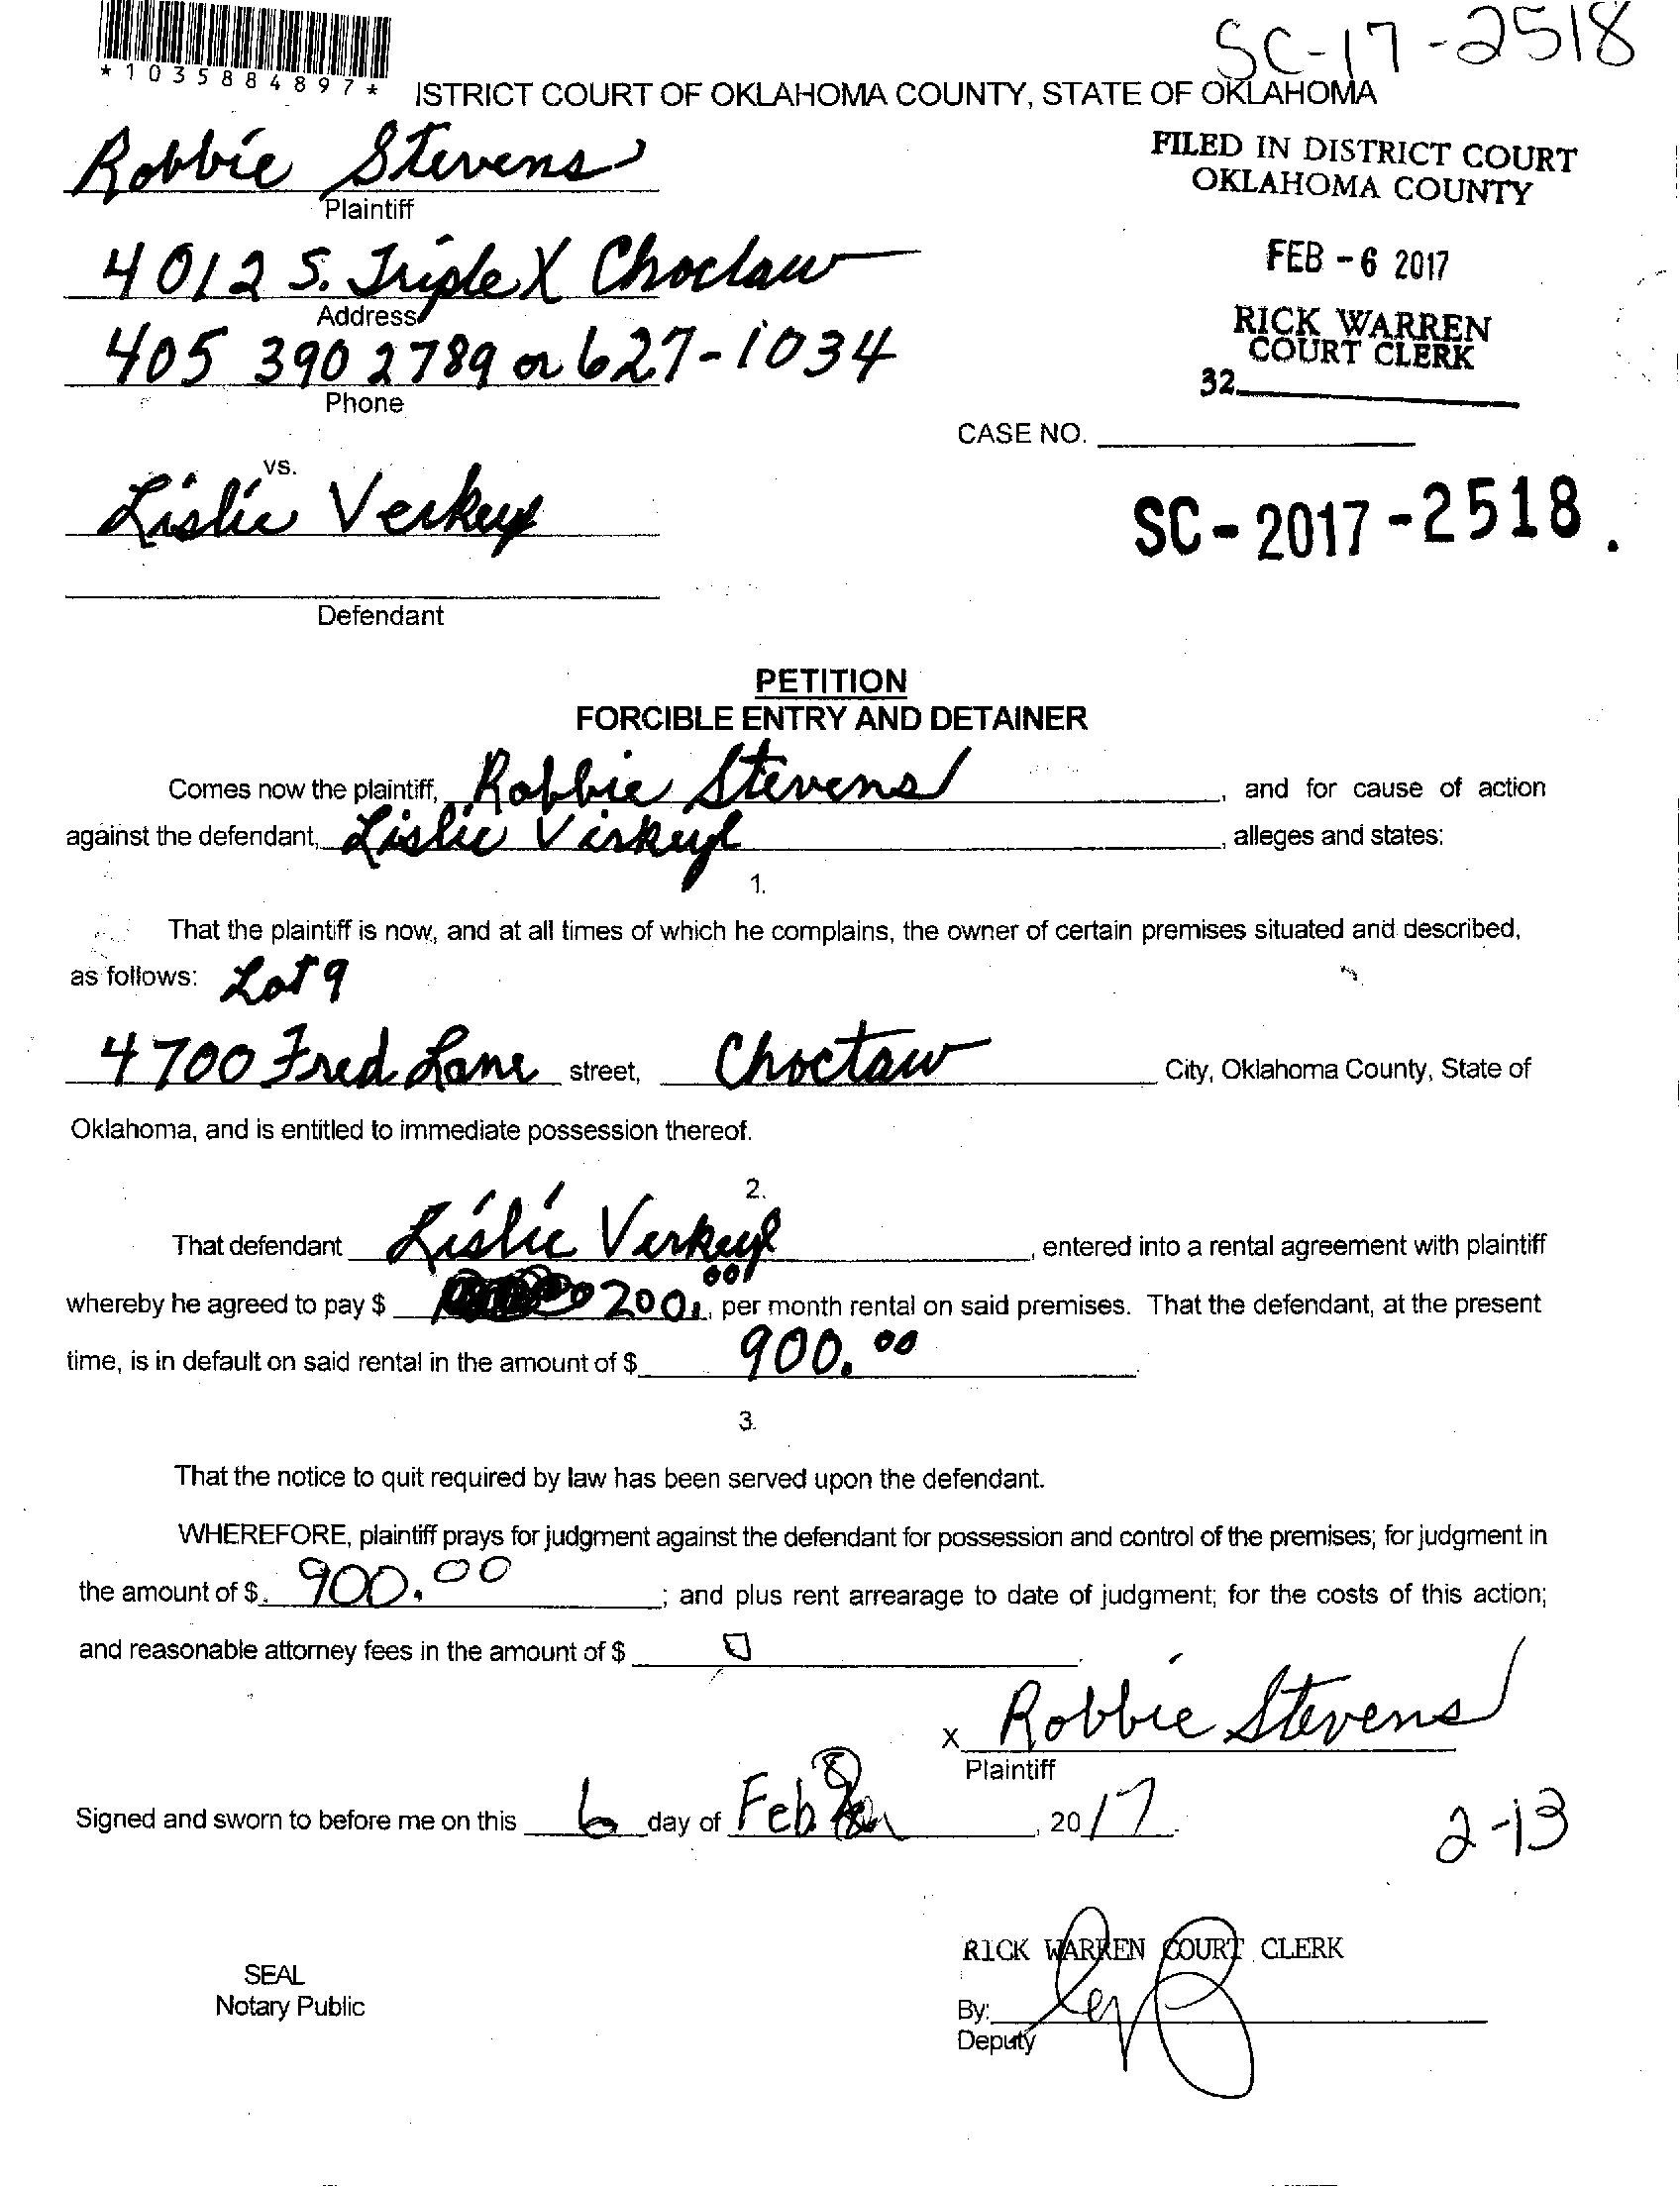 SC-17-2518
*1035884897*
ISTRICT COURT OF OKLAHOMA COUNTY, STATE OF OKLAHOMA
Robbie Stevens
Plaintiff
FILED IN DISTRICT COURT
OKLAHOMA COUNTY
4012 S. Triple X Choctaw
Address
FEB - 6 2017
405 390 2789 or 627-1034
Phone
RICK WARREN
COURT CLERK
32
CASE NO.
vs.
Lislie Verkuyl
SC - 2017 - 2518.
Defendant
PETITION
FORCIBLE ENTRY AND DETAINER
Comes now the plaintiff, Robbie Stevens, and for cause of action
against the defendant, Lislie Virkuyl, alleges and states:
1.
That the plaintiff is now, and at all times of which he complains, the owner of certain premises situated and described,
as follows: Lot 9
4700 Fred Lane street, Choctaw City, Oklahoma County, State of
Oklahoma, and is entitled to immediate possession thereof.
2.
That defendant Lislie Verkuyl, entered into a rental agreement with plaintiff
whereby he agreed to pay $ 200.00, per month rental on said premises. That the defendant, at the present
time, is in default on said rental in the amount of $ 900.00.
3.
That the notice to quit required by law has been served upon the defendant.
WHEREFORE, plaintiff prays for judgment against the defendant for possession and control of the premises; for judgment in
the amount of $. 900.00; and plus rent arrearage to date of judgment; for the costs of this action;
and reasonable attorney fees in the amount of $ 0.
x Robbie Stevens
Plaintiff
Signed and sworn to before me on this 6 day of Feb, 2017.
2-13
RICK WARREN COURT CLERK
SEAL
Notary Public
By:
Deputy